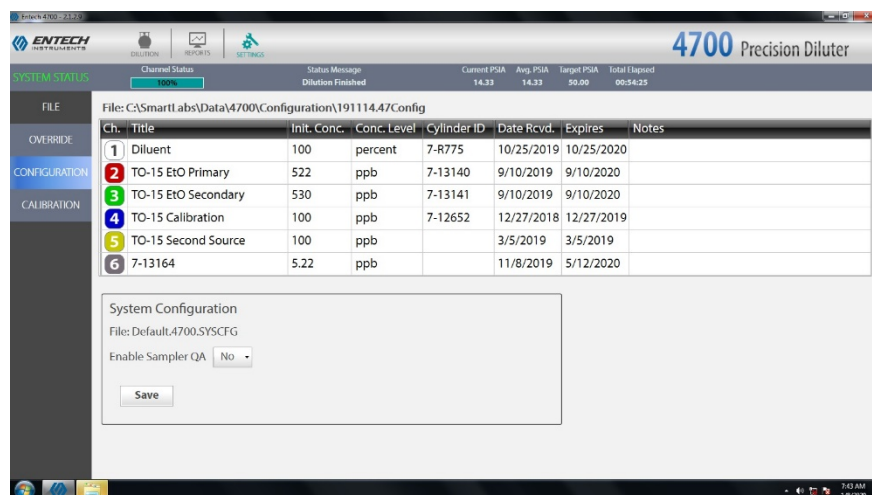 Entech 4700 - 2.1.23
ENTECH
INSTRUMENTS
DILUTION REPORTS SETTINGS
4700 Precision Diluter
SYSTEM STATUS
Channel Status Status Message Current PSIA Avg. PSIA Target PSIA Total Elapsed
100% Dilution Finished 14.33 14.33 50.00 00:54:25
FILE
OVERRIDE
CONFIGURATION
CALIBRATION
File: C:\SmartLabs\Data\4700\Configuration\191114.47Config
Ch. Title Init. Conc. Conc. Level Cylinder ID Date Rcvd. Expires Notes
1 Diluent 100 percent 7-R775 10/25/2019 10/25/2020
2 TO-15 EtO Primary 522 ppb 7-13140 9/10/2019 9/10/2020
3 TO-15 EtO Secondary 530 ppb 7-13141 9/10/2019 9/10/2020
4 TO-15 Calibration 100 ppb 7-12652 12/27/2018 12/27/2019
5 TO-15 Second Source 100 ppb 3/5/2019 3/5/2019
6 7-13164 5.22 ppb 11/8/2019 5/12/2020
System Configuration
File: Default.4700.SYSCFG
Enable Sampler QA No
Save
7:43 AM